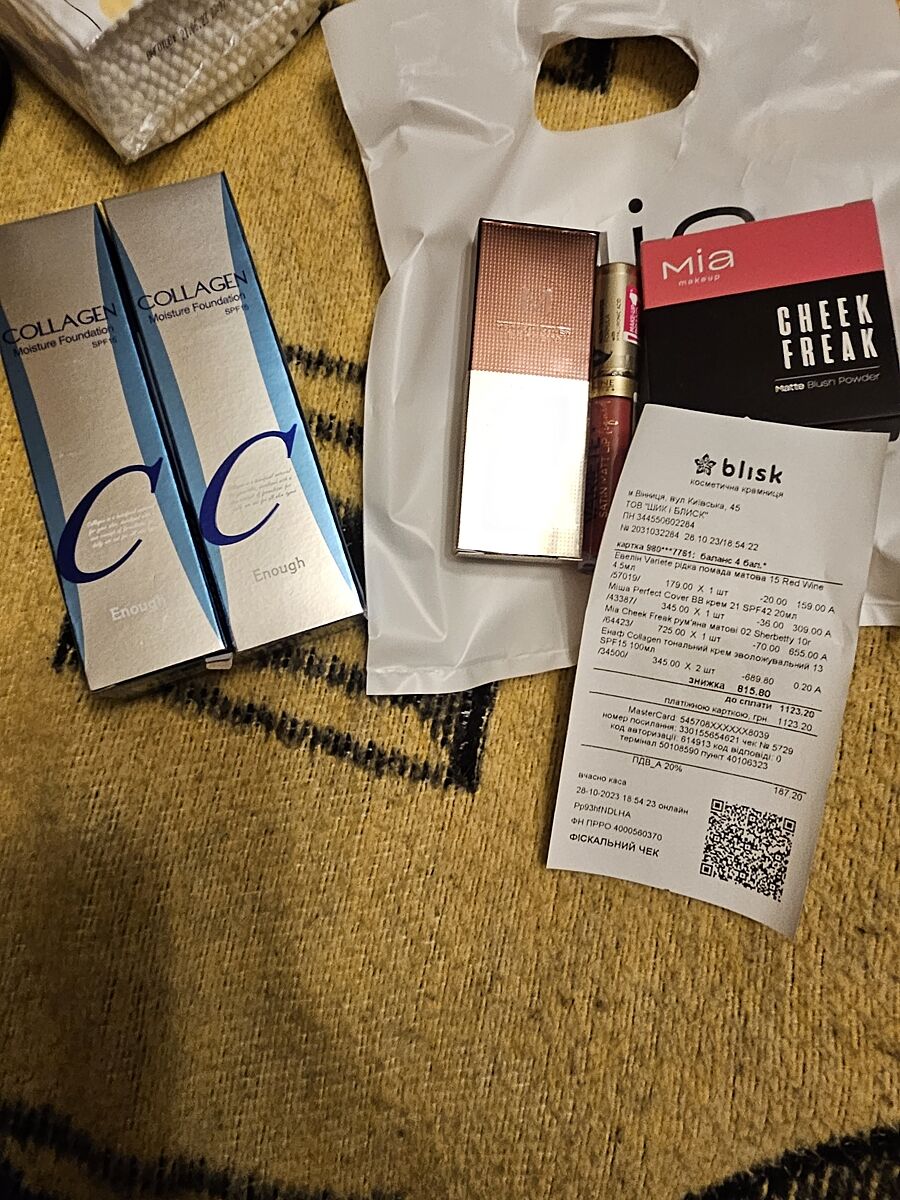 COLLAGEN
Moisture Foundation
SPF15
C
Enough
COLLAGEN
Moisture Foundation
SPF15
C
Enough
SATIN MATT LIP
Mia
makeup
CHEEK
FREAK
Matte Blush Powder
blisk
косметична крамниця
м Вінниця, вул Київська, 45
ТОВ "ШИК і БЛИСК"
ПН 344550602284
№ 2031032284 28.10.23/18:54:22
картка 980***7761; баланс 4 бал.*
Евелін Variete рідка помада матова 15 Red Wine
4.5мл
/57019/ 179.00 X 1 шт -20.00 159.00 А
Міша Perfect Cover BB крем 21 SPF42 20мл
/43387/ 345.00 X 1 шт -36.00 309.00 А
Mia Cheek Freak рум'яна матові 02 Sherbetty 10г
/64423/ 725.00 X 1 шт -70.00 655.00 А
Енаф Collagen тональний крем зволожувальний 13
SPF15 100мл
/34500/ 345.00 X 2 шт -689.80 0.20 А
знижка 815.80
до сплати 1123.20
платіжною карткою, грн 1123.20
MasterCard 545708XXXXXX8039
номер посилання: 330155654621 чек № 5729
код авторизації: 614913 код відповіді: 0
термінал 50108590 пункт 40106323
ПДВ_А 20% 187.20
вчасно каса
28-10-2023 18:54:23 онлайн
Pp93hfNDLHA
ФН ПРРО 4000560370
ФІСКАЛЬНИЙ ЧЕК